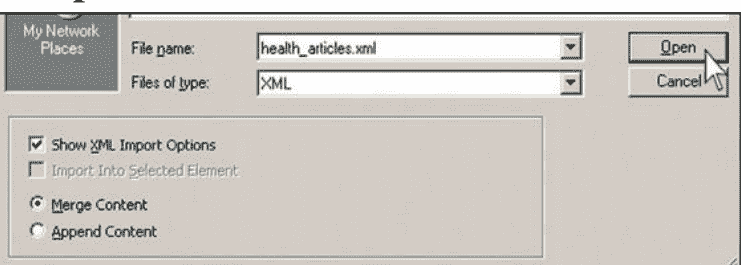 My Network
Places
File name:
health_articles.xml
Open
Files of type:
XML
Cancel
Show XML Import Options
Import Into Selected Element
Merge Content
Append Content